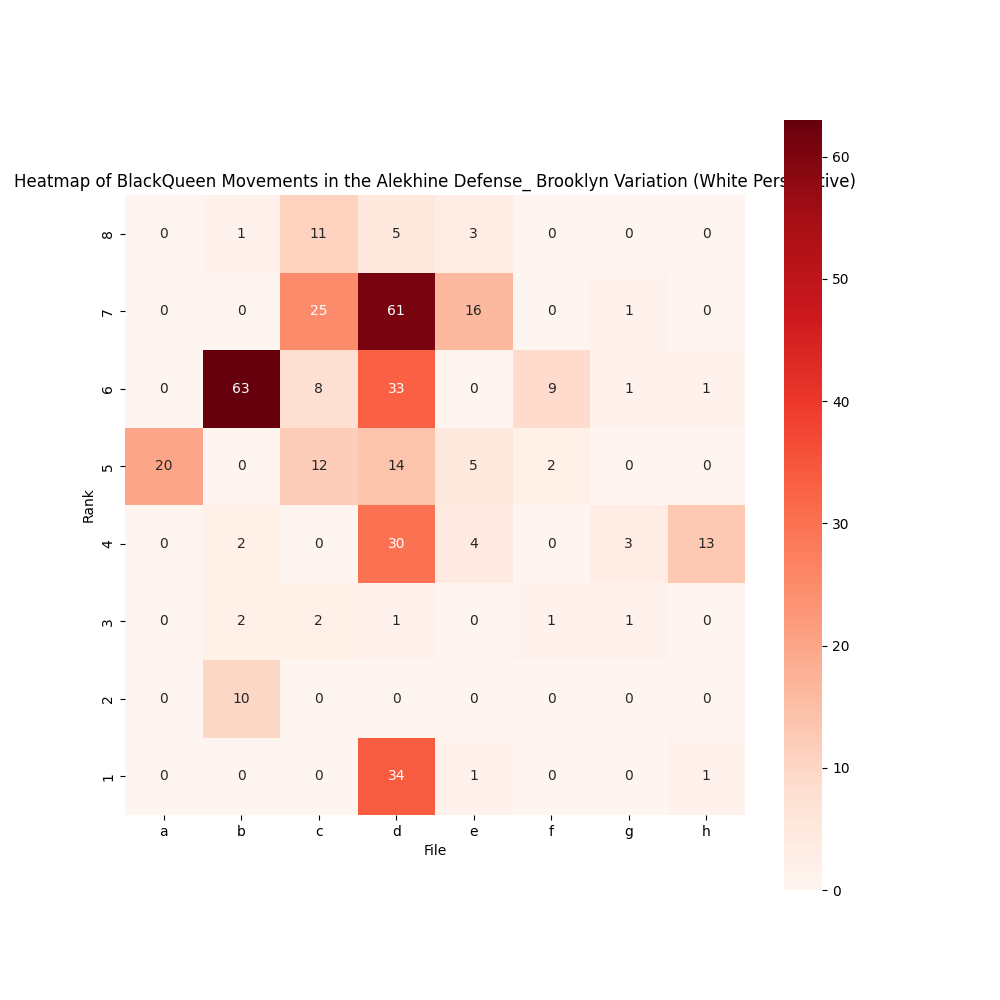 Heatmap of BlackQueen Movements in the Alekhine Defense_ Brooklyn Variation (White Perspective)
8 0 1 11 5 3 0 0 0
7 0 0 25 61 16 0 1 0
6 0 63 8 33 0 9 1 1
5 20 0 12 14 5 2 0 0
4 0 2 0 30 4 0 3 13
3 0 2 2 1 0 1 1 0
2 0 10 0 0 0 0 0 0
1 0 0 0 34 1 0 0 1
a b c d e f g h
Rank
File
60
50
40
30
20
10
0